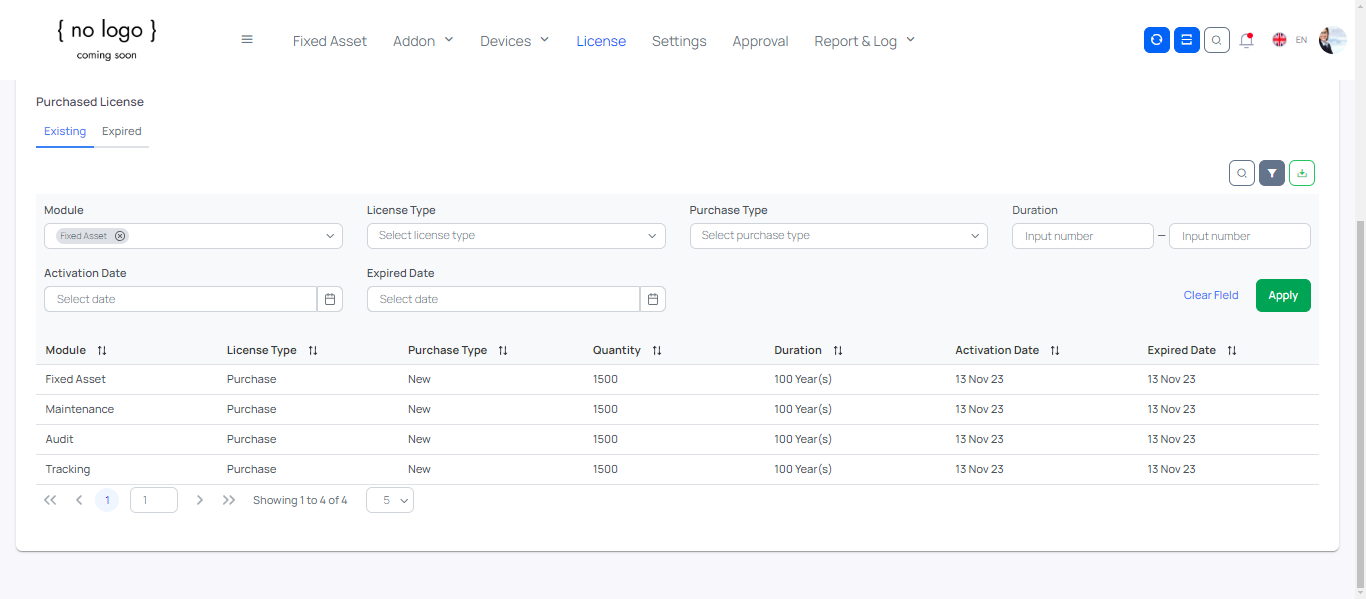 { no logo }
coming soon
Fixed Asset Addon Devices License Settings Approval Report & Log EN
Purchased License
Existing Expired
Module License Type Purchase Type Duration
Fixed Asset Select license type Select purchase type Input number – Input number
Activation Date Expired Date
Select date Select date Clear Field Apply
Module License Type Purchase Type Quantity Duration Activation Date Expired Date
Fixed Asset Purchase New 1500 100 Year(s) 13 Nov 23 13 Nov 23
Maintenance Purchase New 1500 100 Year(s) 13 Nov 23 13 Nov 23
Audit Purchase New 1500 100 Year(s) 13 Nov 23 13 Nov 23
Tracking Purchase New 1500 100 Year(s) 13 Nov 23 13 Nov 23
1 1 Showing 1 to 4 of 4 5